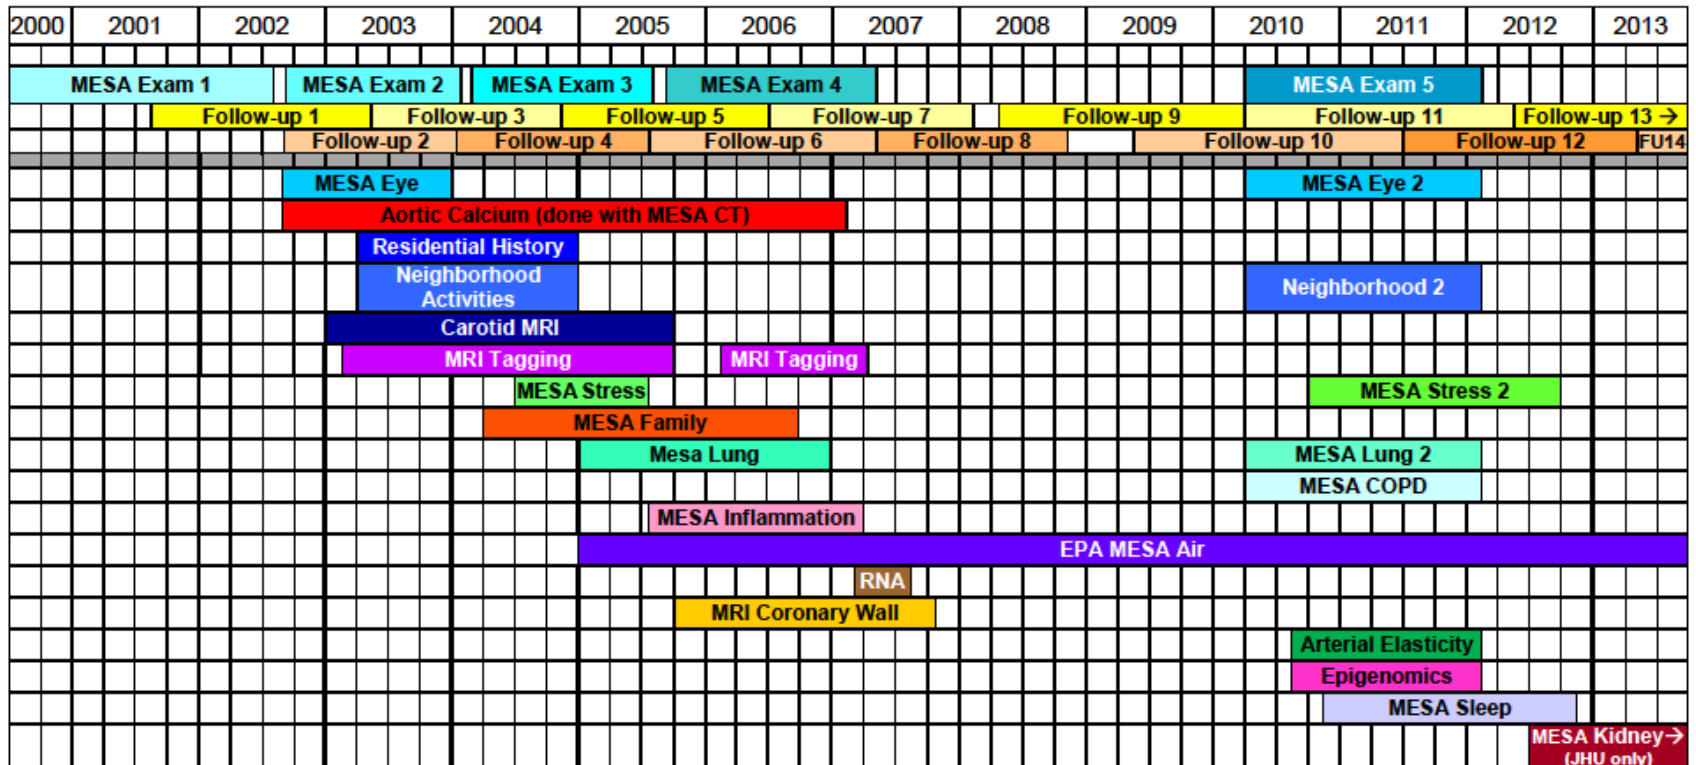 2000 2001 2002 2003 2004 2005 2006 2007 2008 2009 2010 2011 2012 2013
MESA Exam 1 MESA Exam 2 MESA Exam 3 MESA Exam 4 MESA Exam 5
Follow-up 1 Follow-up 3 Follow-up 5 Follow-up 7 Follow-up 9 Follow-up 11 Follow-up 13 →
Follow-up 2 Follow-up 4 Follow-up 6 Follow-up 8 Follow-up 10 Follow-up 12 FU14
MESA Eye MESA Eye 2
Aortic Calcium (done with MESA CT)
Residential History
Neighborhood
Activities
Neighborhood 2
Carotid MRI
MRI Tagging MRI Tagging
MESA Stress MESA Stress 2
MESA Family
Mesa Lung MESA Lung 2
MESA COPD
MESA Inflammation
EPA MESA Air
RNA
MRI Coronary Wall
Arterial Elasticity
Epigenomics
MESA Sleep
MESA Kidney→
(JHU only)